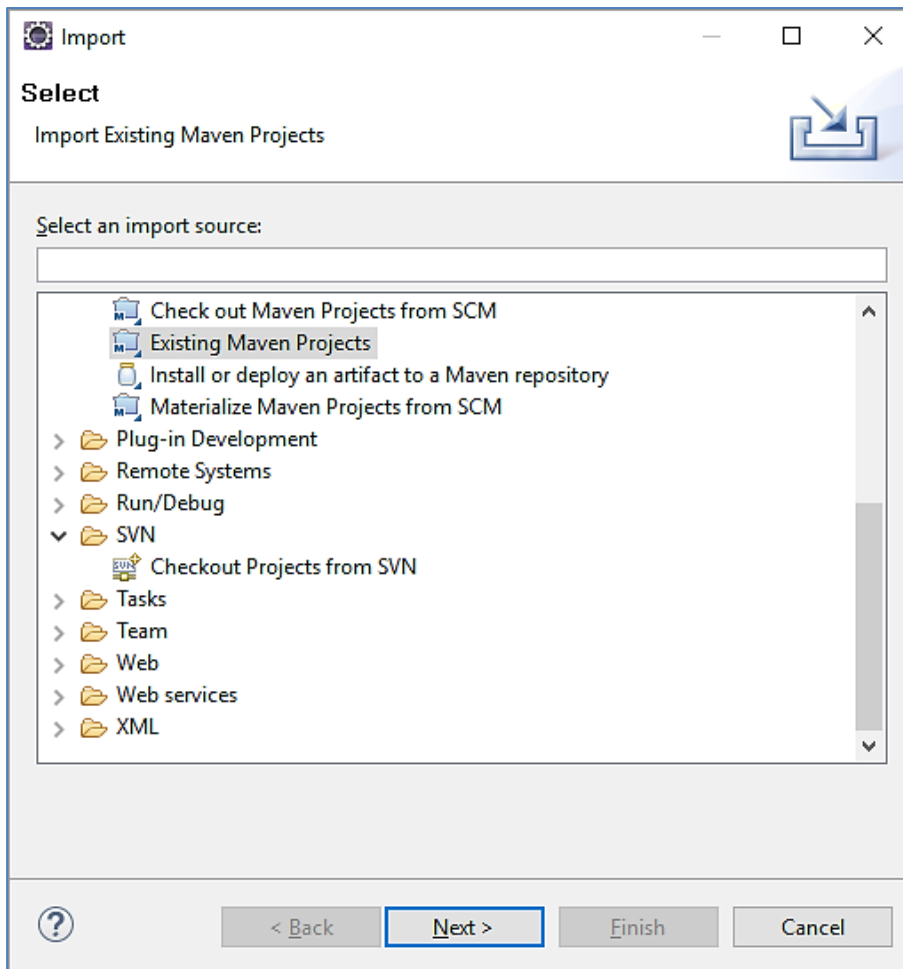 Import
Select
Import Existing Maven Projects
Select an import source:
Check out Maven Projects from SCM
Existing Maven Projects
Install or deploy an artifact to a Maven repository
Materialize Maven Projects from SCM
Plug-in Development
Remote Systems
Run/Debug
SVN
Checkout Projects from SVN
Tasks
Team
Web
Web services
XML
? < Back Next > Finish Cancel